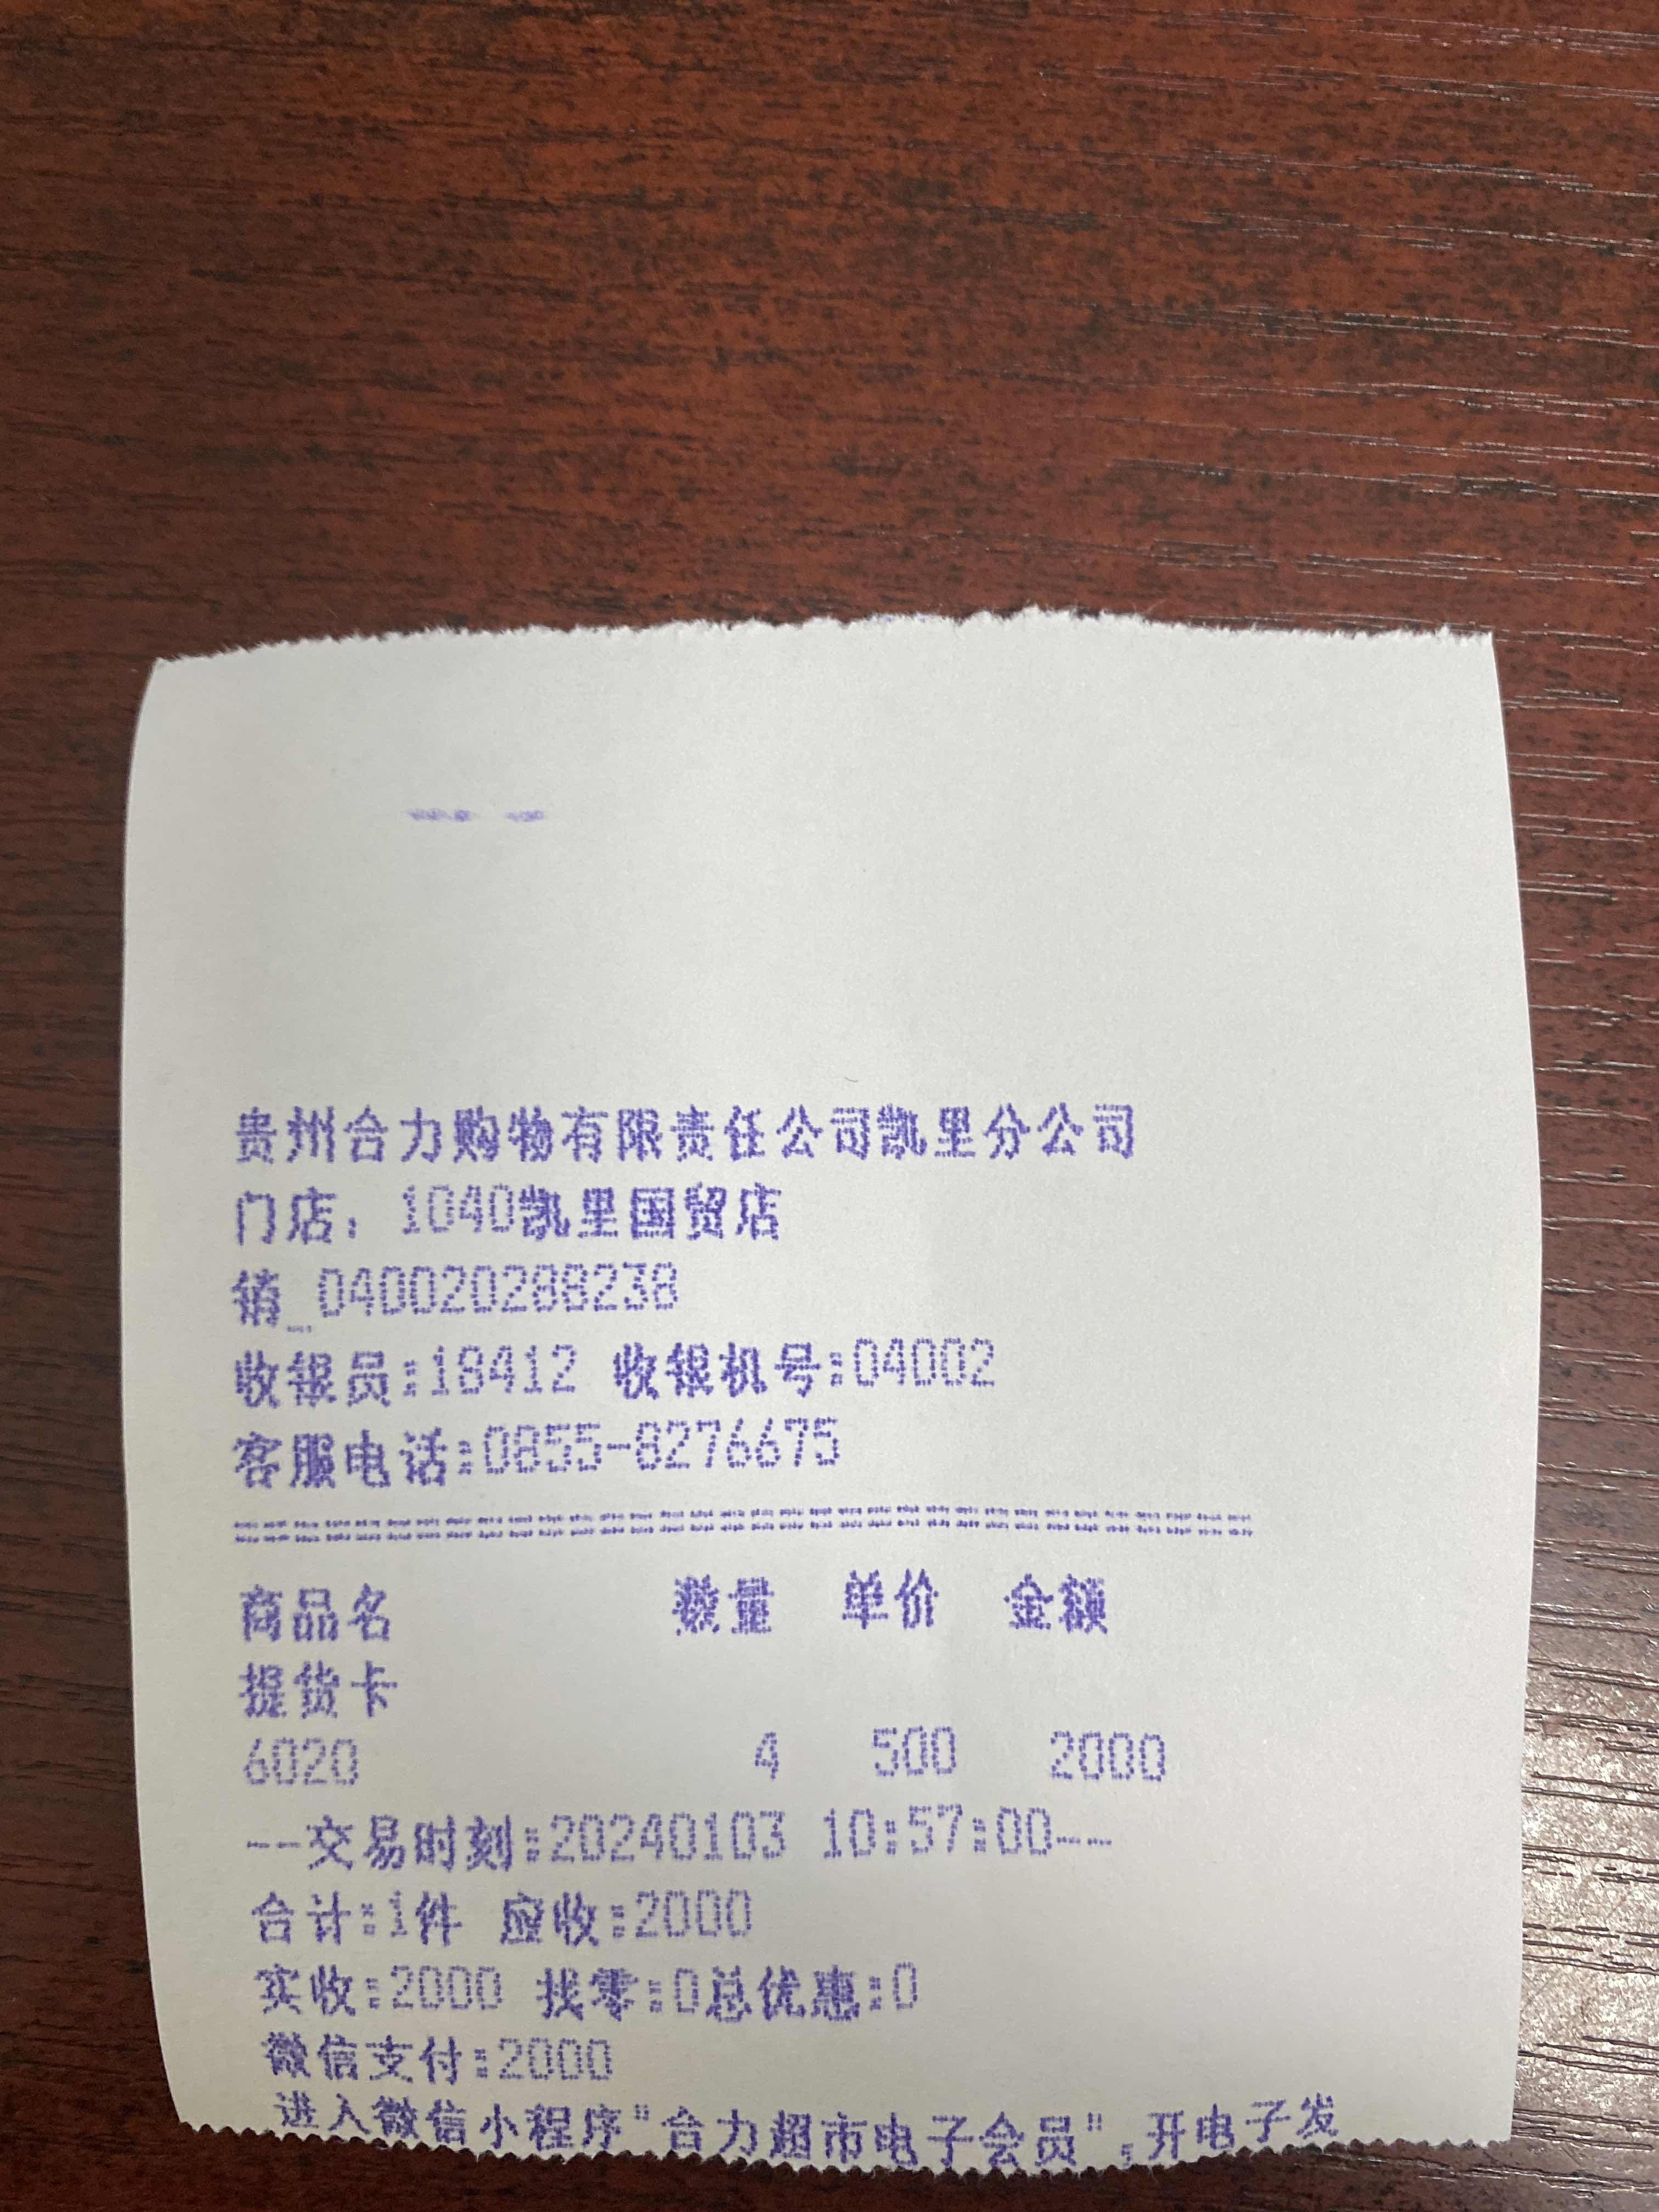 贵州合力购物有限责任公司凯里分公司
门店: 1040凯里国贸店
销_040020288238
收银员:18412 收银机号:04002
客服电话:0855-8276675
==================================
商品名 数量 单价 金额
提货卡
6020 4 500 2000
--交易时刻:20240103 10:57:00--
合计:1件 应收:2000
实收:2000 找零:0总优惠:0
微信支付:2000
进入微信小程序"合力超市电子会员",开电子发